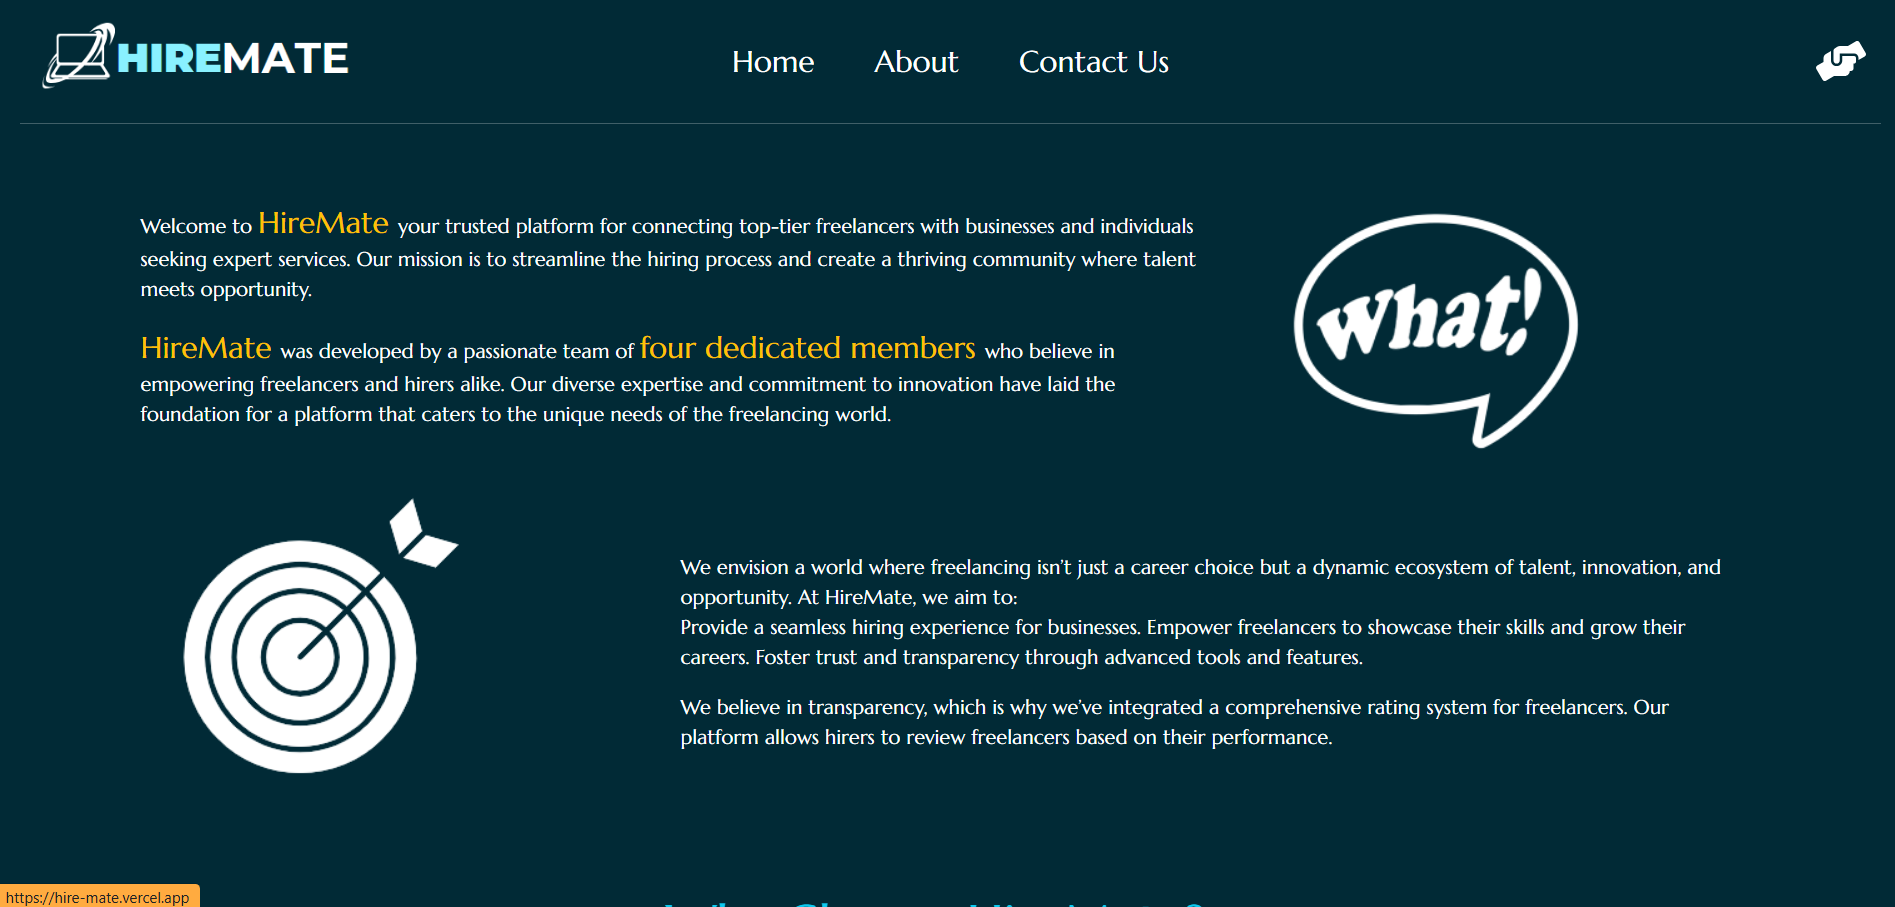 HIREMATE
Home About Contact Us
Welcome to HireMate your trusted platform for connecting top-tier freelancers with businesses and individuals
seeking expert services. Our mission is to streamline the hiring process and create a thriving community where talent
meets opportunity.
HireMate was developed by a passionate team of four dedicated members who believe in
empowering freelancers and hirers alike. Our diverse expertise and commitment to innovation have laid the
foundation for a platform that caters to the unique needs of the freelancing world.
what!
We envision a world where freelancing isn’t just a career choice but a dynamic ecosystem of talent, innovation, and
opportunity. At HireMate, we aim to:
Provide a seamless hiring experience for businesses. Empower freelancers to showcase their skills and grow their
careers. Foster trust and transparency through advanced tools and features.
We believe in transparency, which is why we’ve integrated a comprehensive rating system for freelancers. Our
platform allows hirers to review freelancers based on their performance.
https://hire-mate.vercel.app